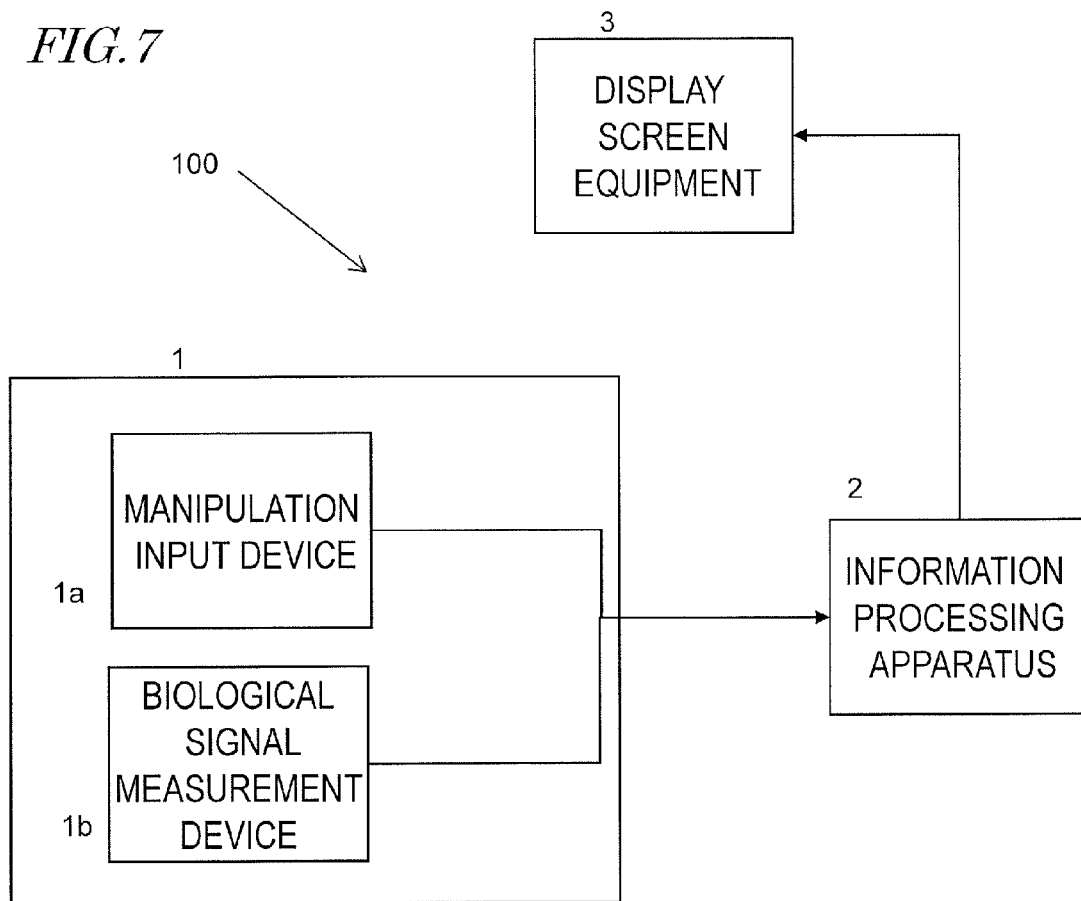 FIG. 7
3
DISPLAY
SCREEN
EQUIPMENT
100
1
MANIPULATION
INPUT DEVICE
1a
BIOLOGICAL
SIGNAL
MEASUREMENT
DEVICE
1b
2
INFORMATION
PROCESSING
APPARATUS